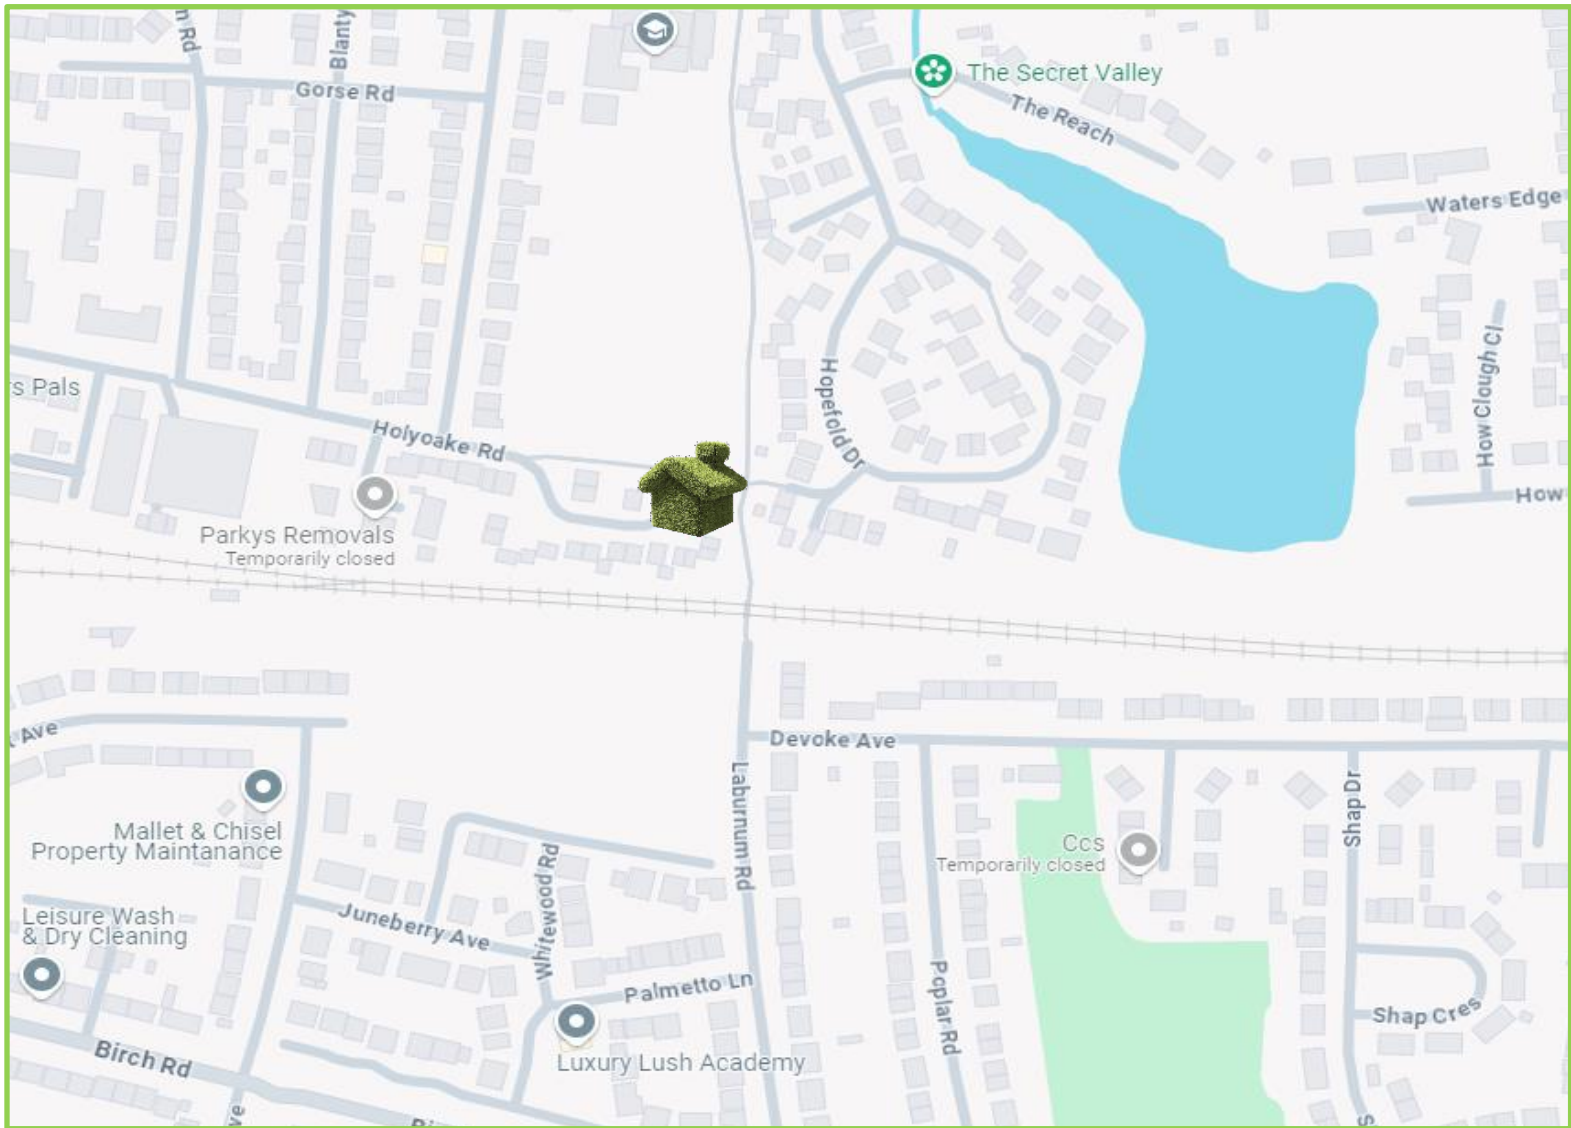 n Rd
Blanty
Gorse Rd
The Secret Valley
The Reach
Waters Edge
s Pals
Holyoake Rd
Hopefold Dr
How Clough Cl
How
Parkys Removals
Temporarily closed
Ave
Devoke Ave
Laburnum Rd
Shap Dr
Mallet & Chisel
Property Maintanance
Ccs
Temporarily closed
Whitewood Rd
Leisure Wash
& Dry Cleaning
Juneberry Ave
Palmetto Ln
Poplar Rd
Shap Cres
Birch Rd
Luxury Lush Academy
ve